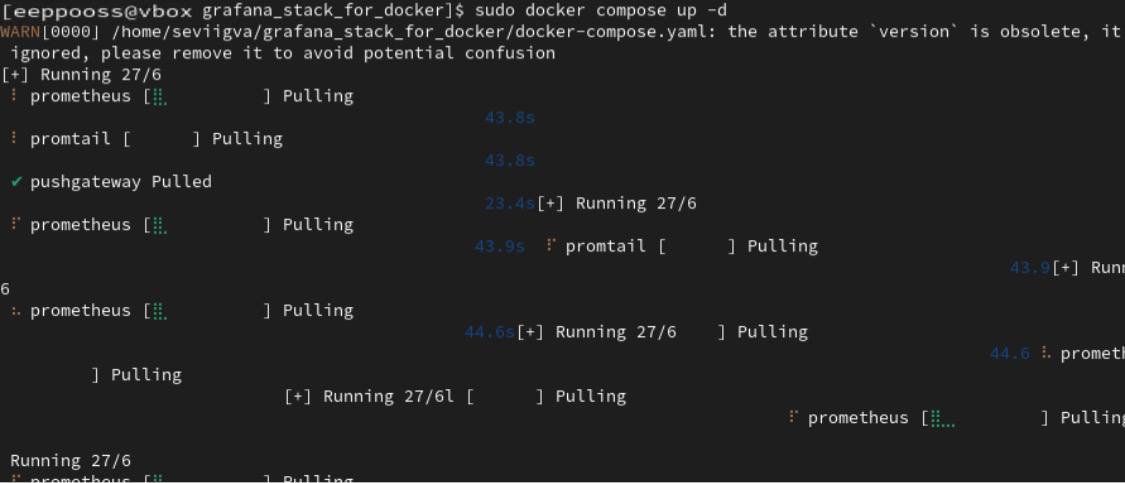 [eeppooss@vbox grafana_stack_for_docker]$ sudo docker compose up -d
WARN[0000] /home/seviigva/grafana_stack_for_docker/docker-compose.yaml: the attribute `version` is obsolete, it
ignored, please remove it to avoid potential confusion
[+] Running 27/6
prometheus [⣿. ] Pulling
43.8s
promtail [ ] Pulling
43.8s
✔ pushgateway Pulled
23.4s[+] Running 27/6
prometheus [⣿. ] Pulling
43.9s promtail [ ] Pulling
43.9[+] Runn
6
prometheus [⣿. ] Pulling
44.6s[+] Running 27/6 ] Pulling
44.6 prometh
] Pulling
[+] Running 27/6l [ ] Pulling
prometheus [⣿... ] Pulling
Running 27/6
prometheus [⣿ ] Pulling